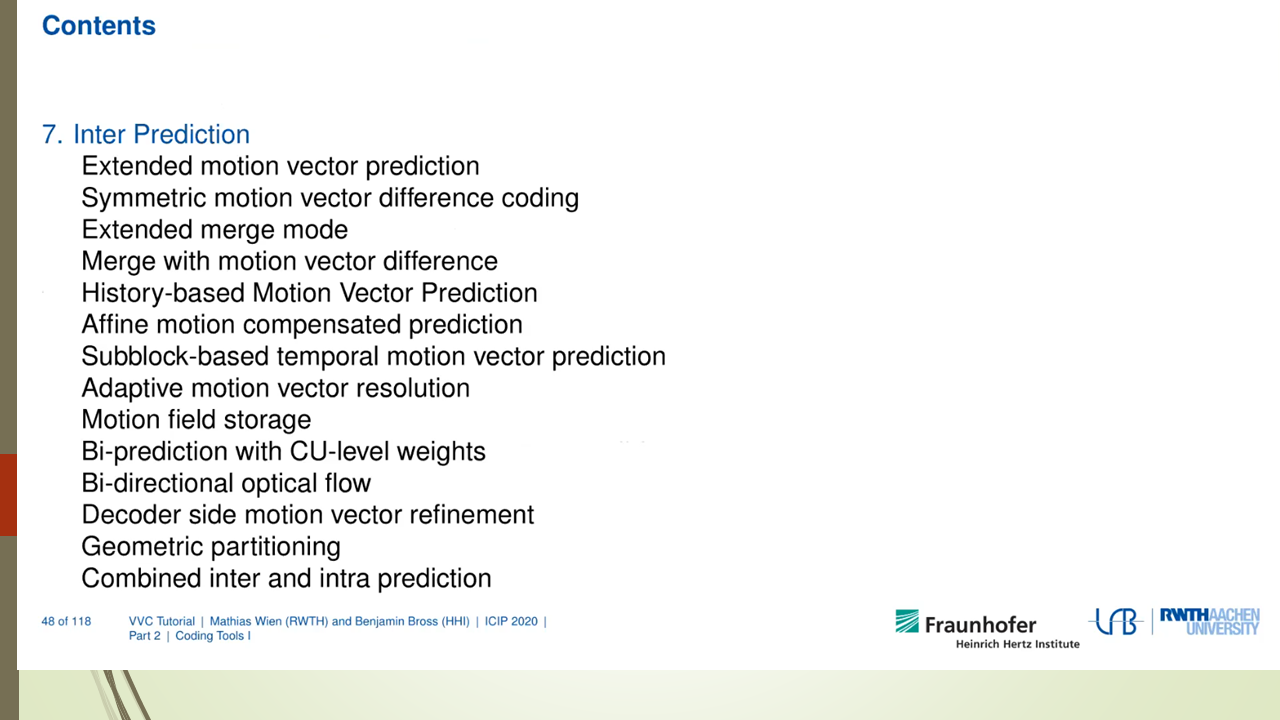 Contents
7. Inter Prediction
Extended motion vector prediction
Symmetric motion vector difference coding
Extended merge mode
Merge with motion vector difference
History-based Motion Vector Prediction
Affine motion compensated prediction
Subblock-based temporal motion vector prediction
Adaptive motion vector resolution
Motion field storage
Bi-prediction with CU-level weights
Bi-directional optical flow
Decoder side motion vector refinement
Geometric partitioning
Combined inter and intra prediction
48 of 118 VVC Tutorial | Mathias Wien (RWTH) and Benjamin Bross (HHI) | ICIP 2020 |
Part 2 | Coding Tools I
Fraunhofer
Heinrich Hertz Institute
LFB
RWTHAACHEN
UNIVERSITY